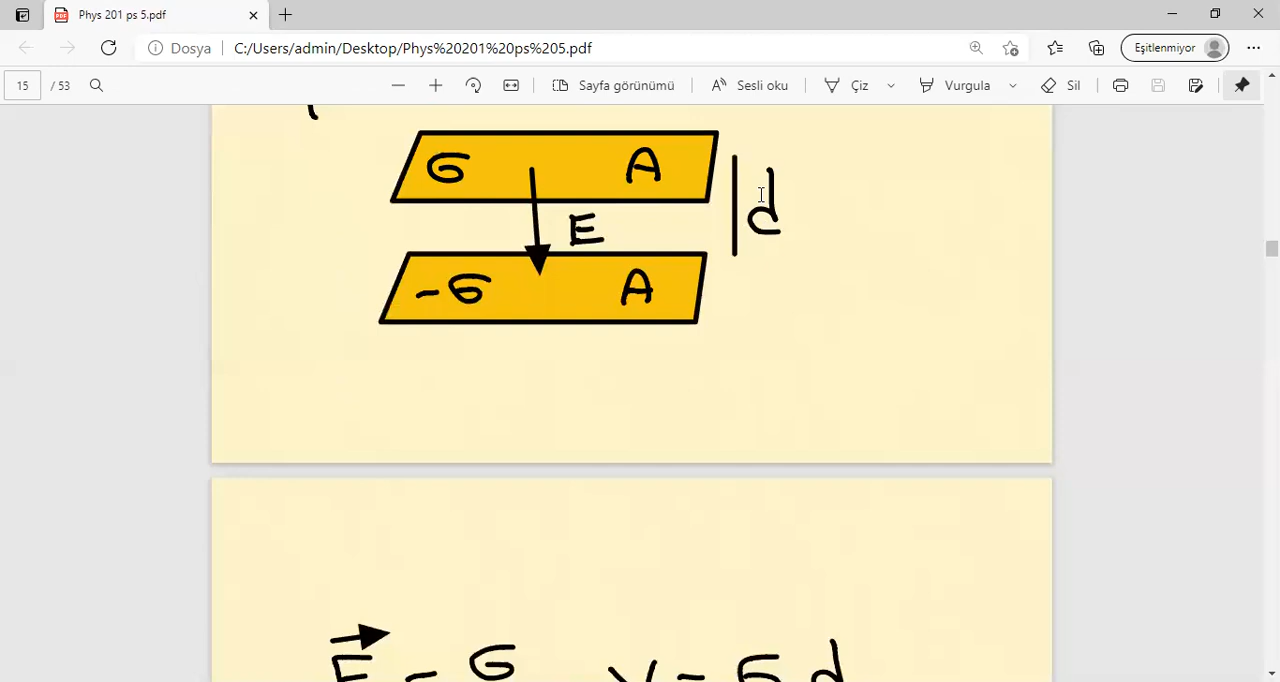 Phys 201 ps 5.pdf
Dosya C:/Users/admin/Desktop/Phys%20201%20ps%205.pdf Eşitlenmiyor
15 / 53 Sayfa görünümü Sesli oku Çiz Vurgula Sil
σ A
E d
-σ A
E = σ V = σ d